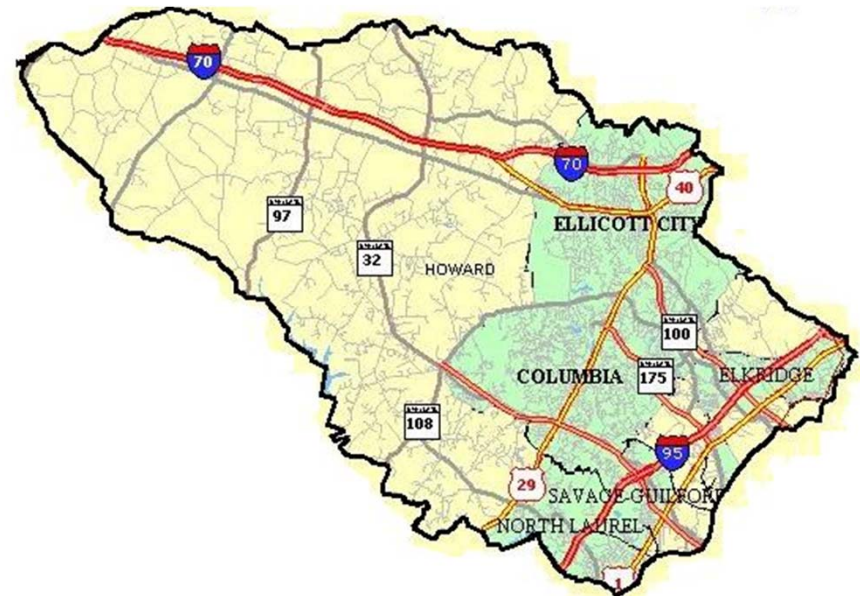 70
70
40
97
ELLICOTT CITY
32
HOWARD
100
COLUMBIA
175
ELKRIDGE
108
95
29
SAVAGE-GUILFORD
NORTH LAUREL
1